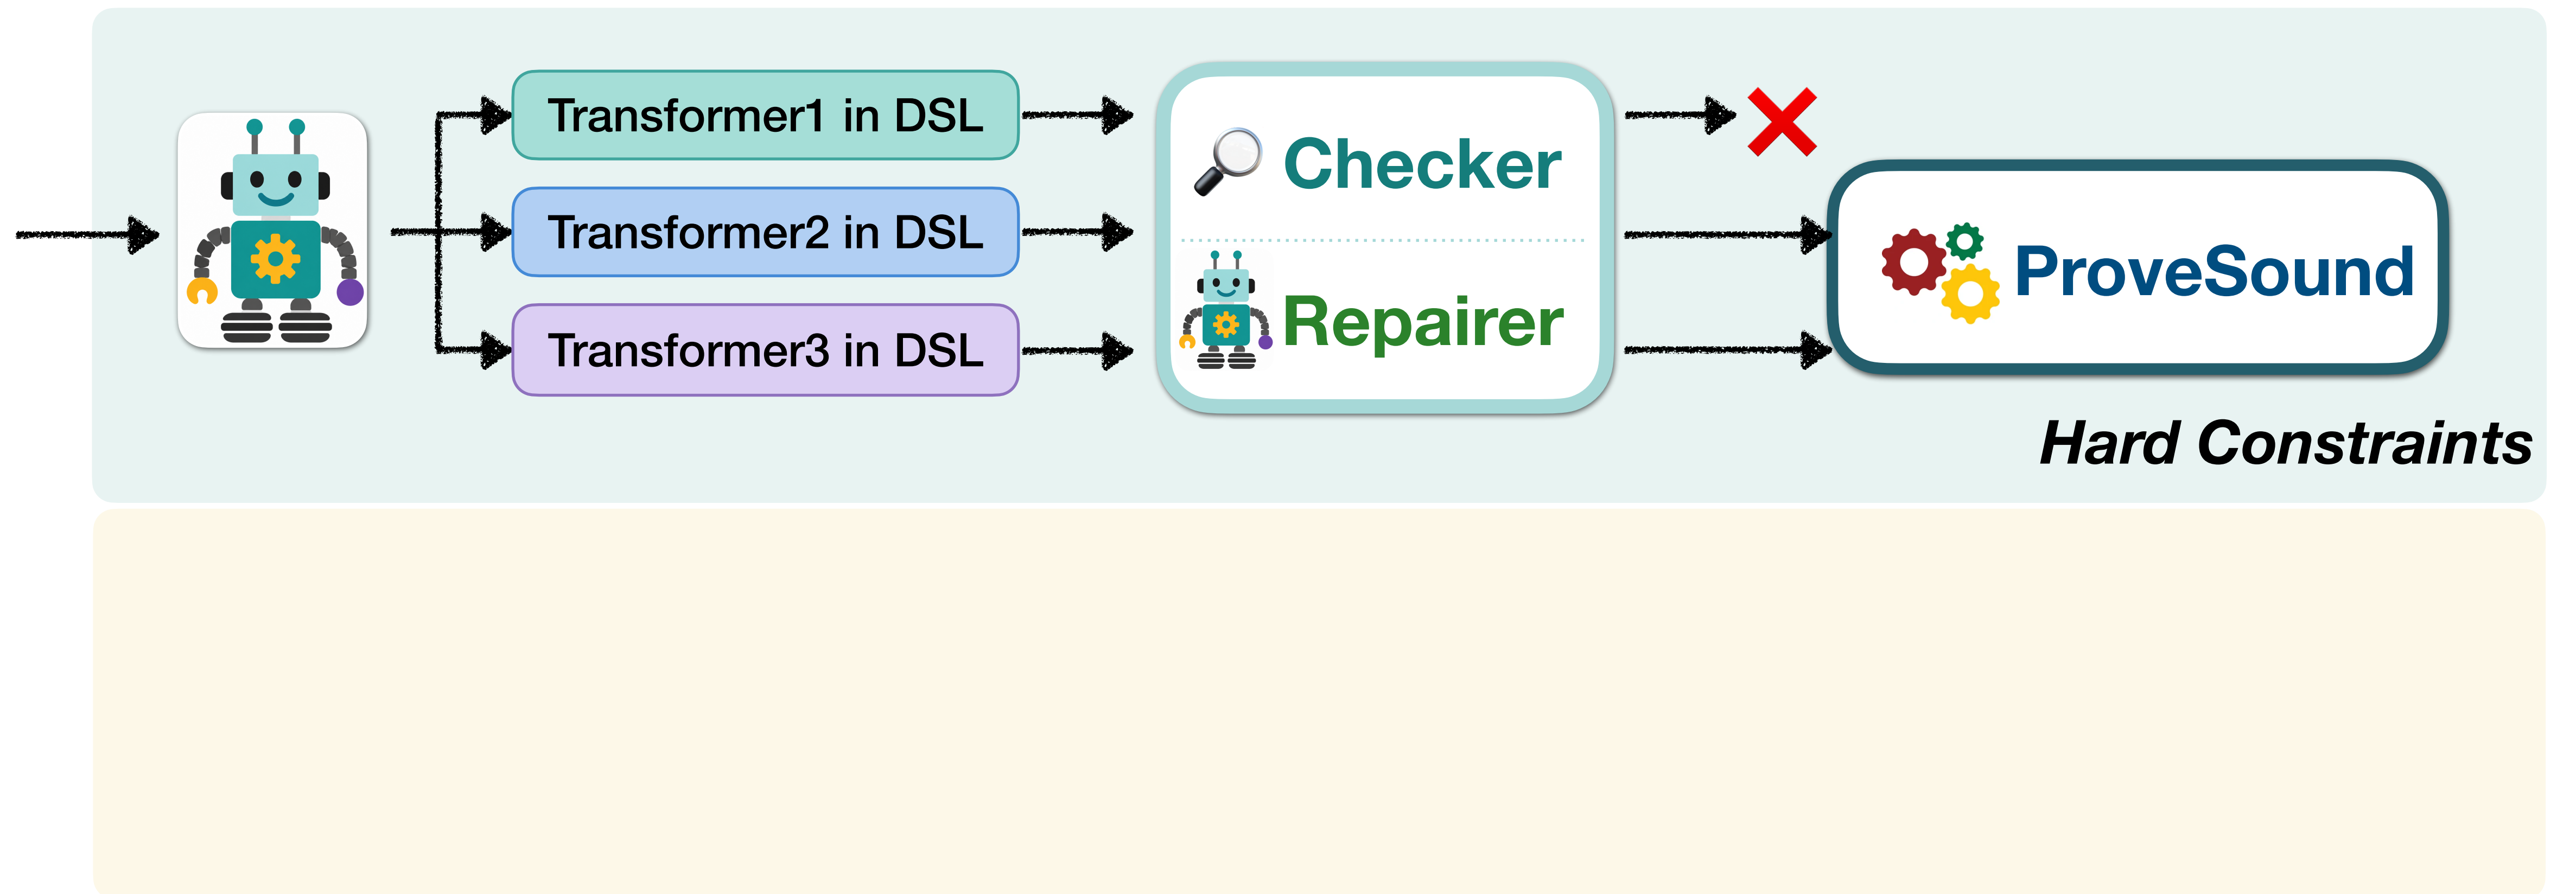 Transformer1 in DSL
Transformer2 in DSL
Transformer3 in DSL
Checker
Repairer
ProveSound
Hard Constraints